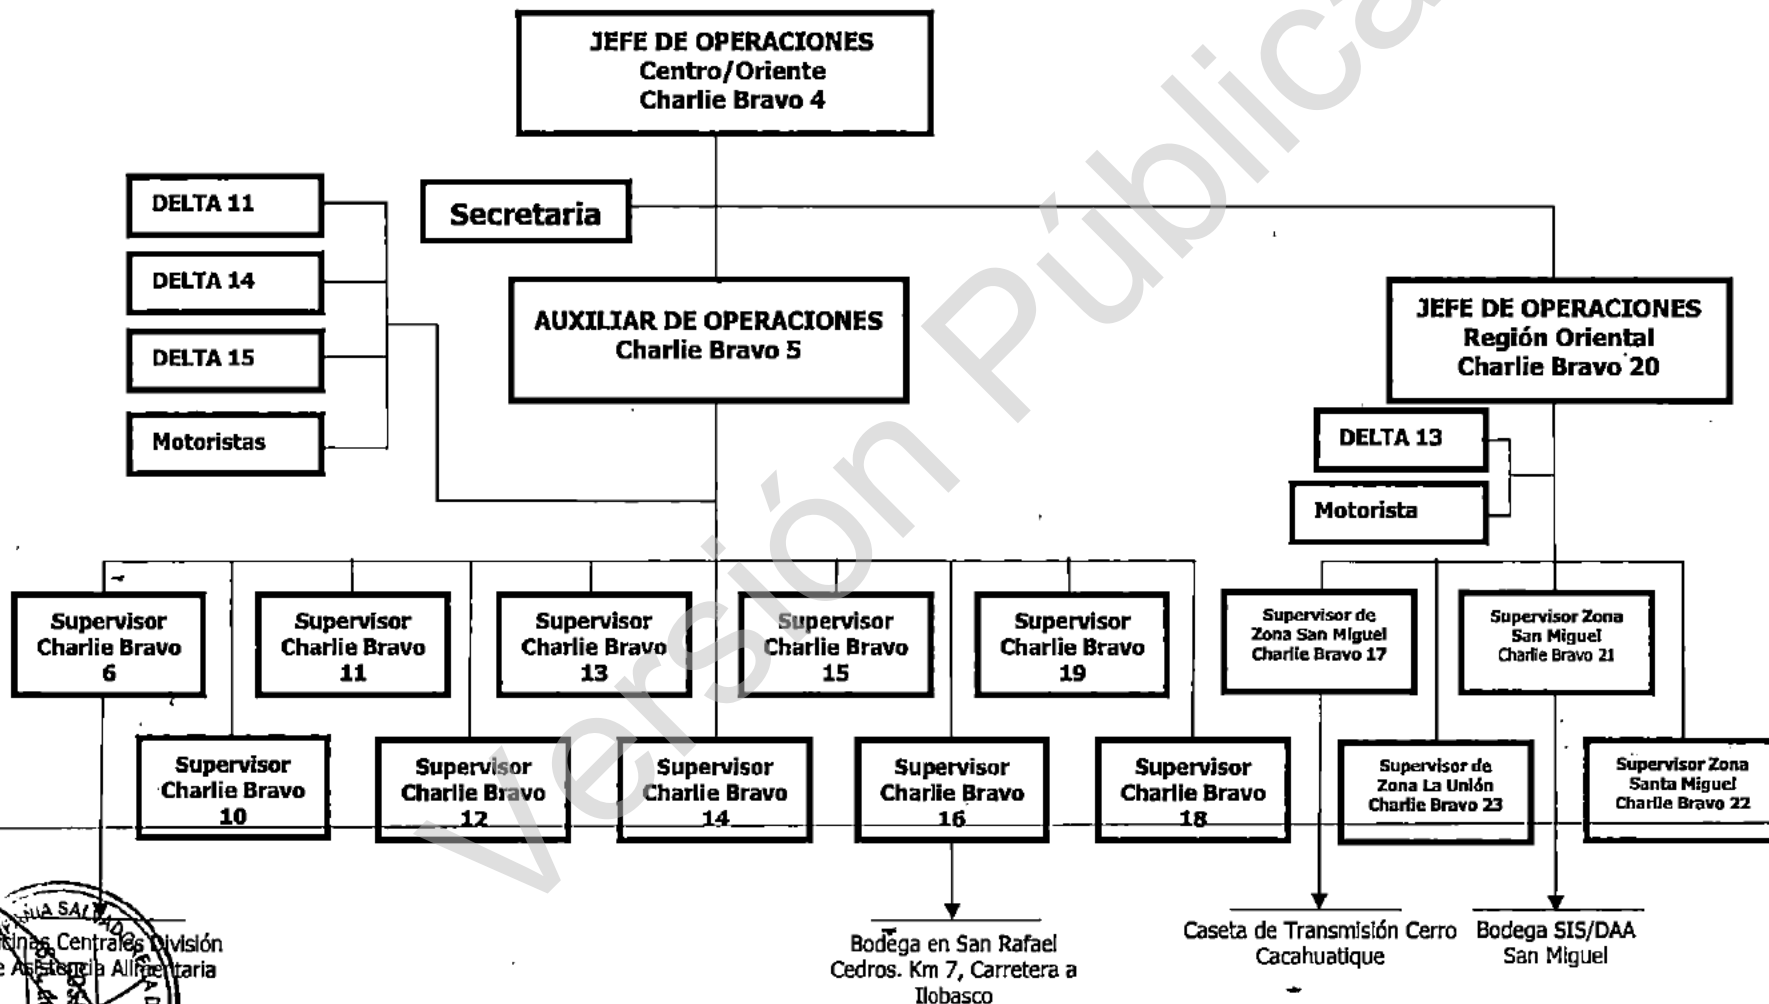 JEFE DE OPERACIONES
Centro/Oriente
Charlie Bravo 4
DELTA 11
Secretaria
DELTA 14
DELTA 15
Motoristas
AUXILIAR DE OPERACIONES
Charlie Bravo 5
JEFE DE OPERACIONES
Región Oriental
Charlie Bravo 20
DELTA 13
Motorista
Supervisor
Charlie Bravo
6
Supervisor
Charlie Bravo
11
Supervisor
Charlie Bravo
13
Supervisor
Charlie Bravo
15
Supervisor
Charlie Bravo
19
Supervisor de
Zona San Miguel
Charlie Bravo 17
Supervisor Zona
San Miguel
Charlie Bravo 21
Supervisor
Charlie Bravo
10
Supervisor
Charlie Bravo
12
Supervisor
Charlie Bravo
14
Supervisor
Charlie Bravo
16
Supervisor
Charlie Bravo
18
Supervisor de
Zona La Unión
Charlie Bravo 23
Supervisor Zona
Santa Miguel
Charlie Bravo 22
Centrales División
Asistencia Alimentaria
Bodega en San Rafael
Cedros. Km 7, Carretera a
Ilobasco
Caseta de Transmisión Cerro
Cacahuatique
Bodega SIS/DAA
San Miguel
Versión Pública